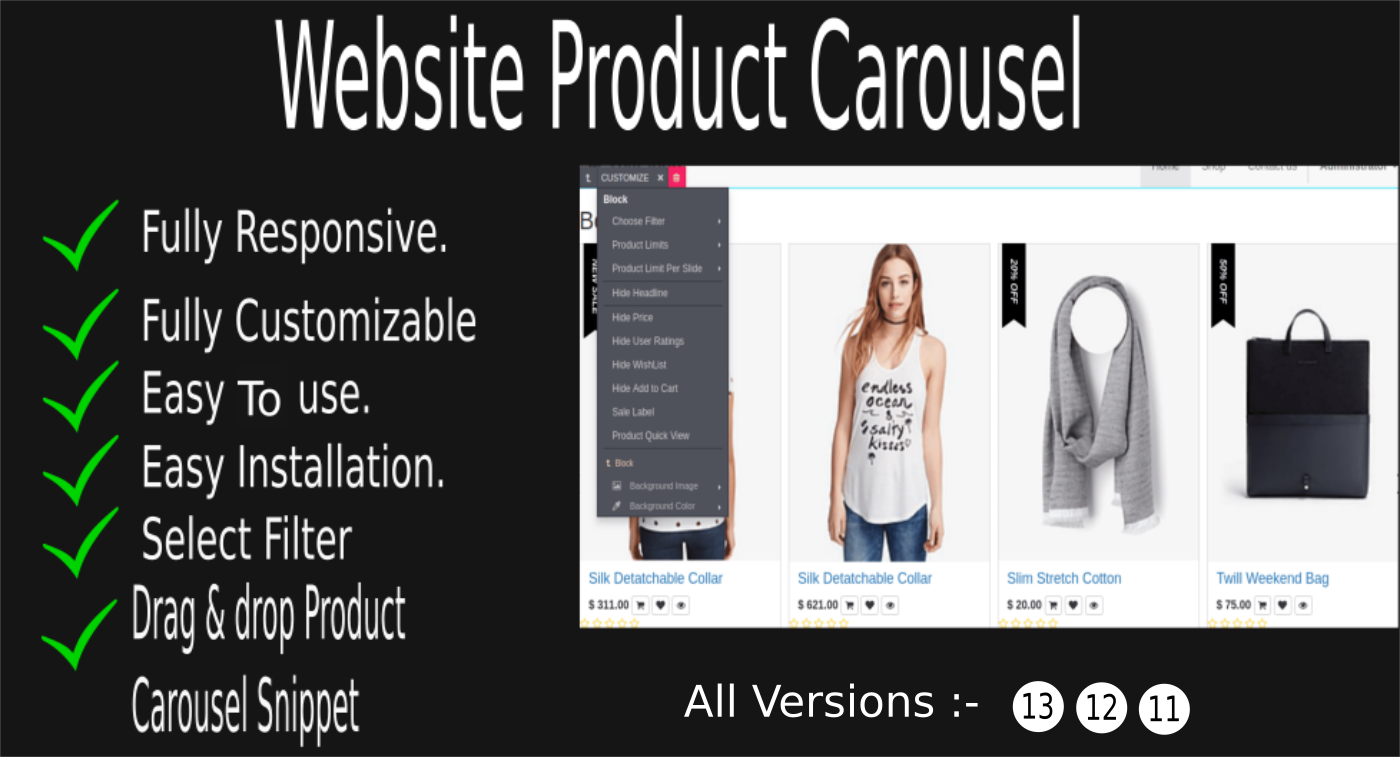 Website Product Carousel
Fully Responsive.
Fully Customizable
Easy To use.
Easy Installation.
Select Filter
Drag & drop Product
Carousel Snippet
Home Shop Contact us Administrator
CUSTOMIZE
Block
Choose Filter
Product Limits
Product Limit Per Slide
Hide Headline
Hide Price
Hide User Ratings
Hide WishList
Hide Add to Cart
Sale Label
Product Quick View
Block
Background Image
Background Color
NEW SALE
endless
ocean
&
salty
kisses
20% OFF
50% OFF
Silk Detatchable Collar
$ 311.00
Silk Detatchable Collar
$ 621.00
Slim Stretch Cotton
$ 20.00
Twill Weekend Bag
$ 75.00
All Versions :- 13 12 11